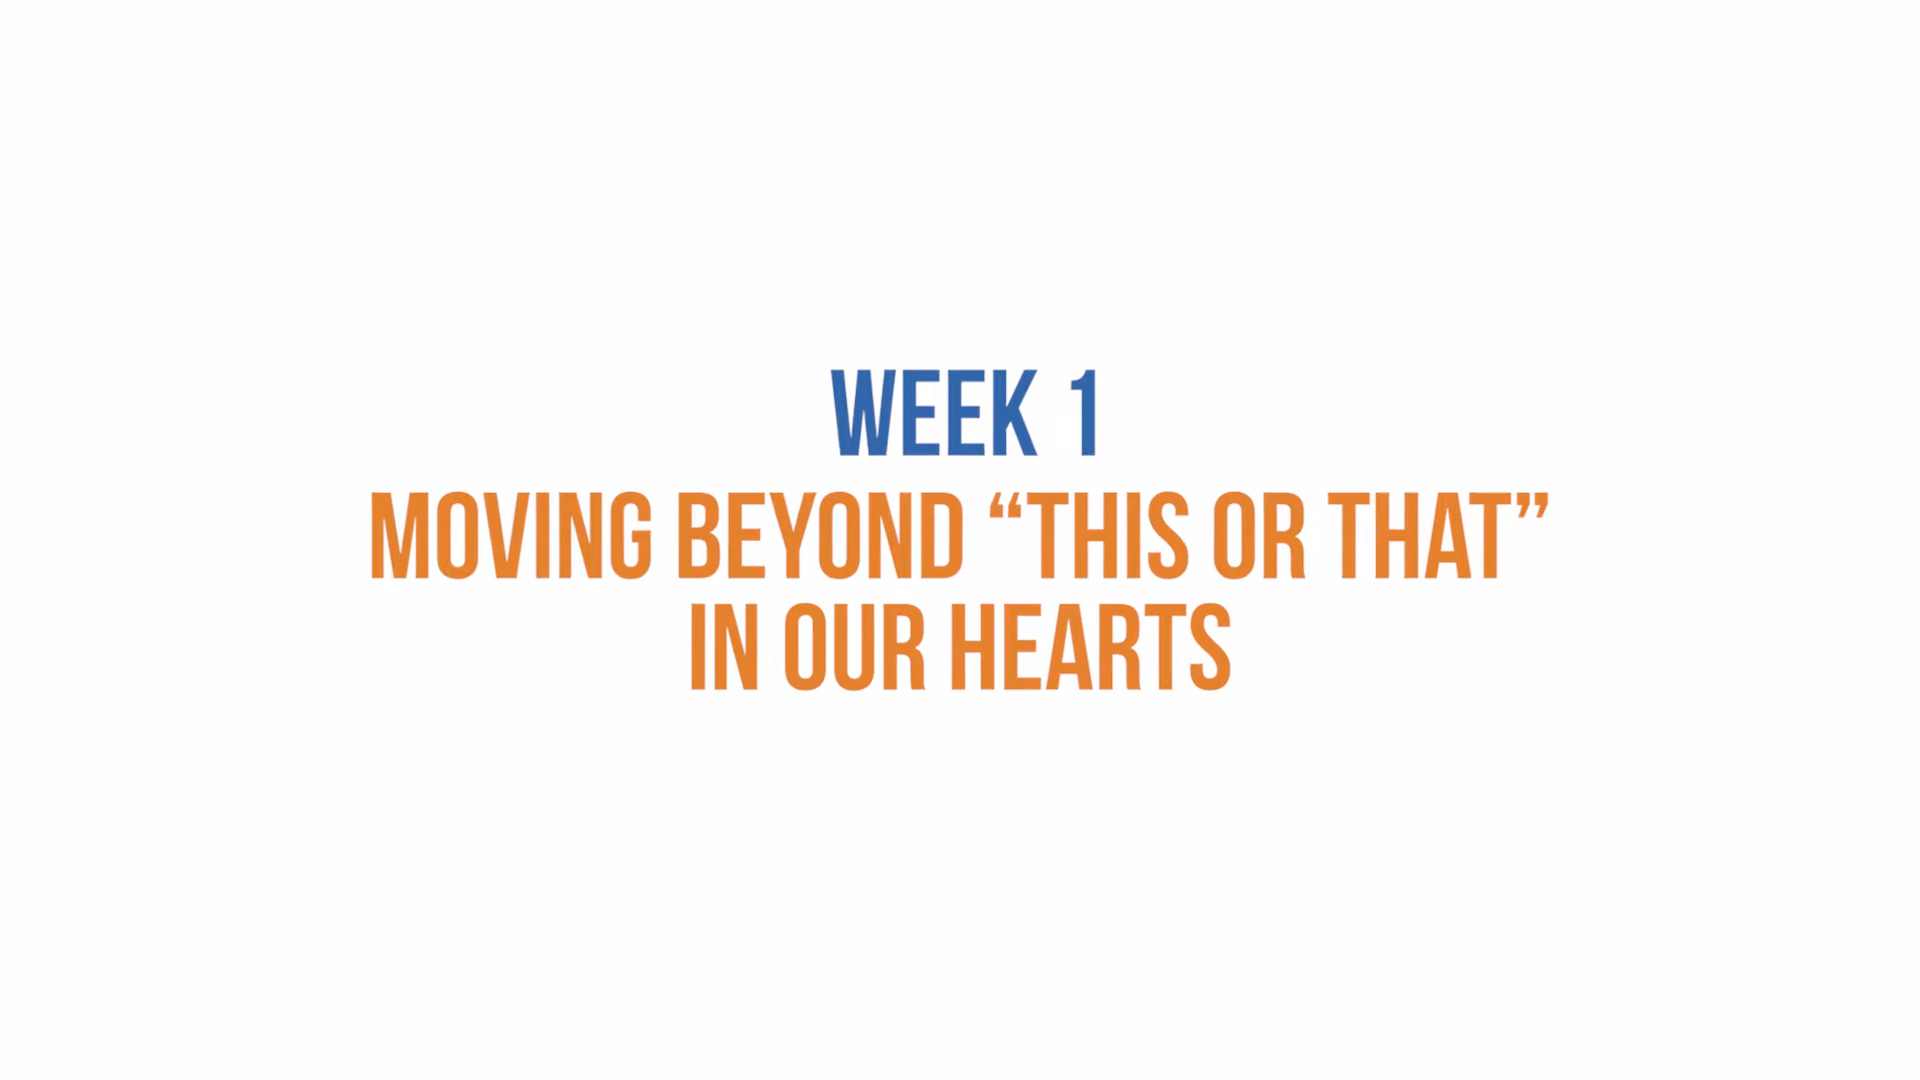 WEEK 1
MOVING BEYOND “THIS OR THAT”
IN OUR HEARTS